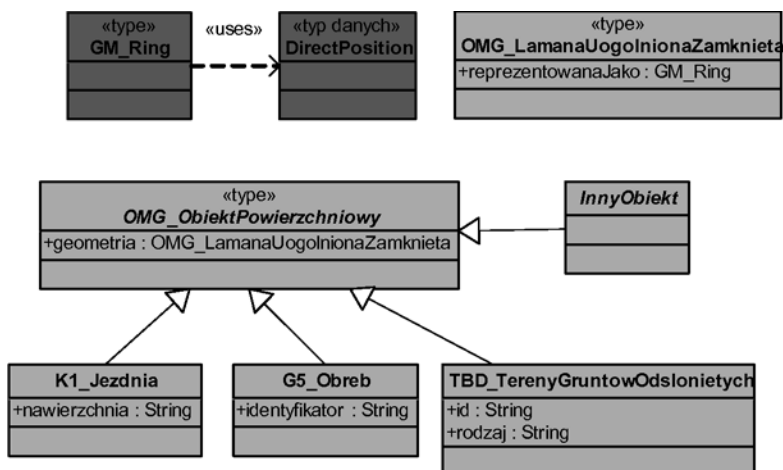 «type»
GM_Ring
«uses»
«typ danych»
DirectPosition
«type»
OMG_LamanaUogolnionaZamknieta
+reprezentowanaJako : GM_Ring
«type»
OMG_ObiektPowierzchniowy
+geometria : OMG_LamanaUogolnionaZamknieta
InnyObiekt
K1_Jezdnia
+nawierzchnia : String
G5_Obreb
+identyfikator : String
TBD_TerenyGruntowOdslonietych
+id : String
+rodzaj : String